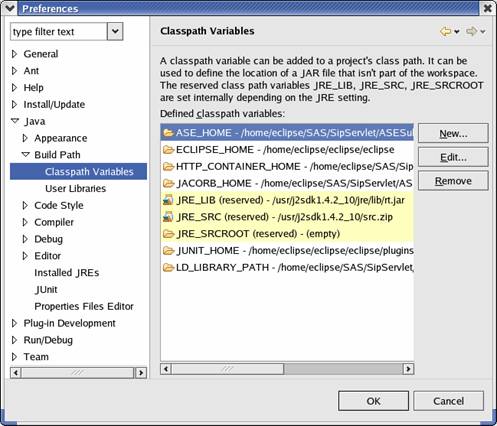 Preferences
type filter text
Classpath Variables
General
Ant
Help
Install/Update
Java
Appearance
Build Path
Classpath Variables
User Libraries
Code Style
Compiler
Debug
Editor
Installed JREs
JUnit
Properties Files Editor
Plug-in Development
Run/Debug
Team
A classpath variable can be added to a project's class path. It can be
used to define the location of a JAR file that isn't part of the workspace.
The reserved class path variables JRE_LIB, JRE_SRC, JRE_SRCROOT
are set internally depending on the JRE setting.
Defined classpath variables:
ASE_HOME - /home/eclipse/SAS/SipServlet/ASESul
ECLIPSE_HOME - /home/eclipse/eclipse
HTTP_CONTAINER_HOME - /home/eclipse/SAS/Sip
JACORB_HOME - /home/eclipse/SAS/SipServlet/AS
JRE_LIB (reserved) - /usr/j2sdk1.4.2_10/jre/lib/rt.jar
JRE_SRC (reserved) - /usr/j2sdk1.4.2_10/src.zip
JRE_SRCROOT (reserved) - (empty)
JUNIT_HOME - /home/eclipse/eclipse/eclipse/plugins
LD_LIBRARY_PATH - /home/eclipse/SAS/SipServlet,
New...
Edit...
Remove
OK
Cancel